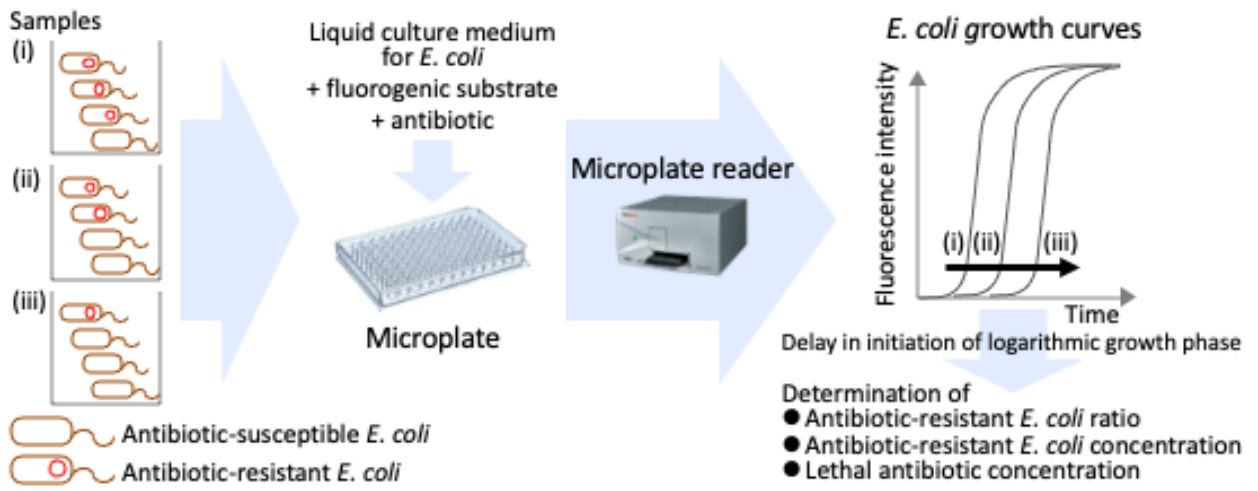 Samples
(i)
(ii)
(iii)
Antibiotic-susceptible E. coli
Antibiotic-resistant E. coli
Liquid culture medium
for E. coli
+ fluorogenic substrate
+ antibiotic
Microplate
Microplate reader
E. coli growth curves
Fluorescence intensity
(i) (ii) (iii)
Time
Delay in initiation of logarithmic growth phase
Determination of
● Antibiotic-resistant E. coli ratio
● Antibiotic-resistant E. coli concentration
● Lethal antibiotic concentration